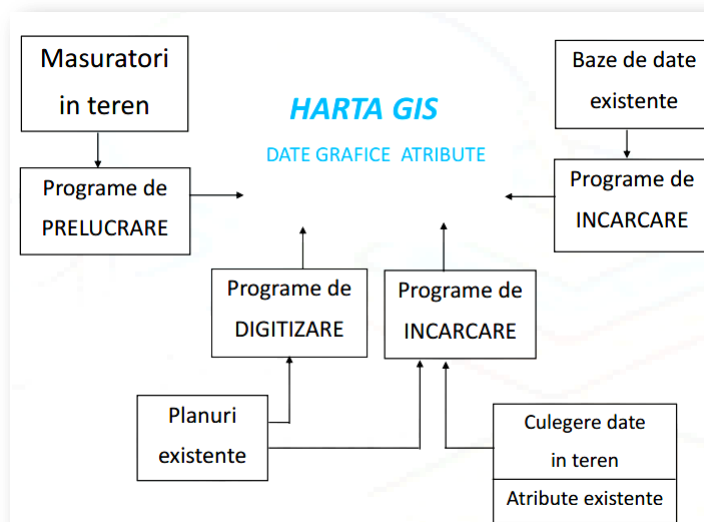 Masuratori
in teren
Baze de date
existente
HARTA GIS
DATE GRAFICE ATRIBUTE
Programe de
PRELUCRARE
Programe de
INCARCARE
Programe de
DIGITIZARE
Programe de
INCARCARE
Planuri
existente
Culegere date
in teren
Atribute existente